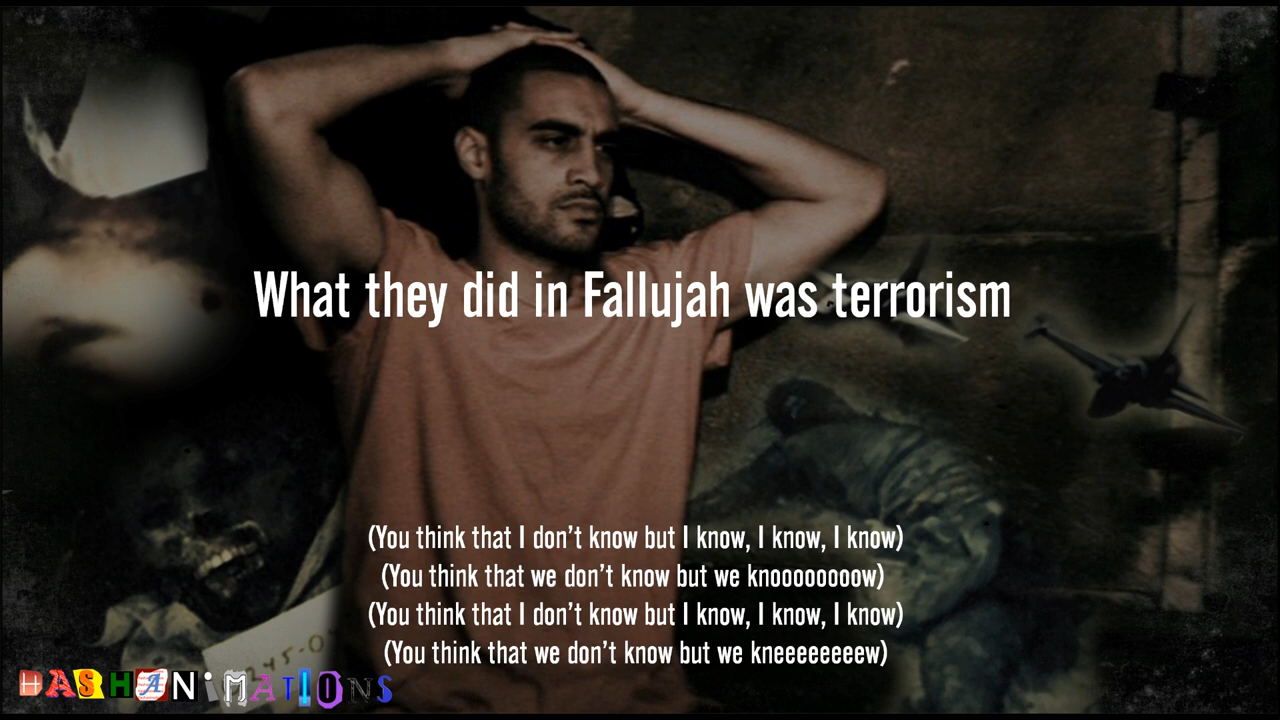 What they did in Fallujah was terrorism
(You think that I don't know but I know, I know, I know)
(You think that we don't know but we knoooooooow)
(You think that I don't know but I know, I know, I know)
(You think that we don't know but we kneeeeeeeew)
DASHANiMATIONS